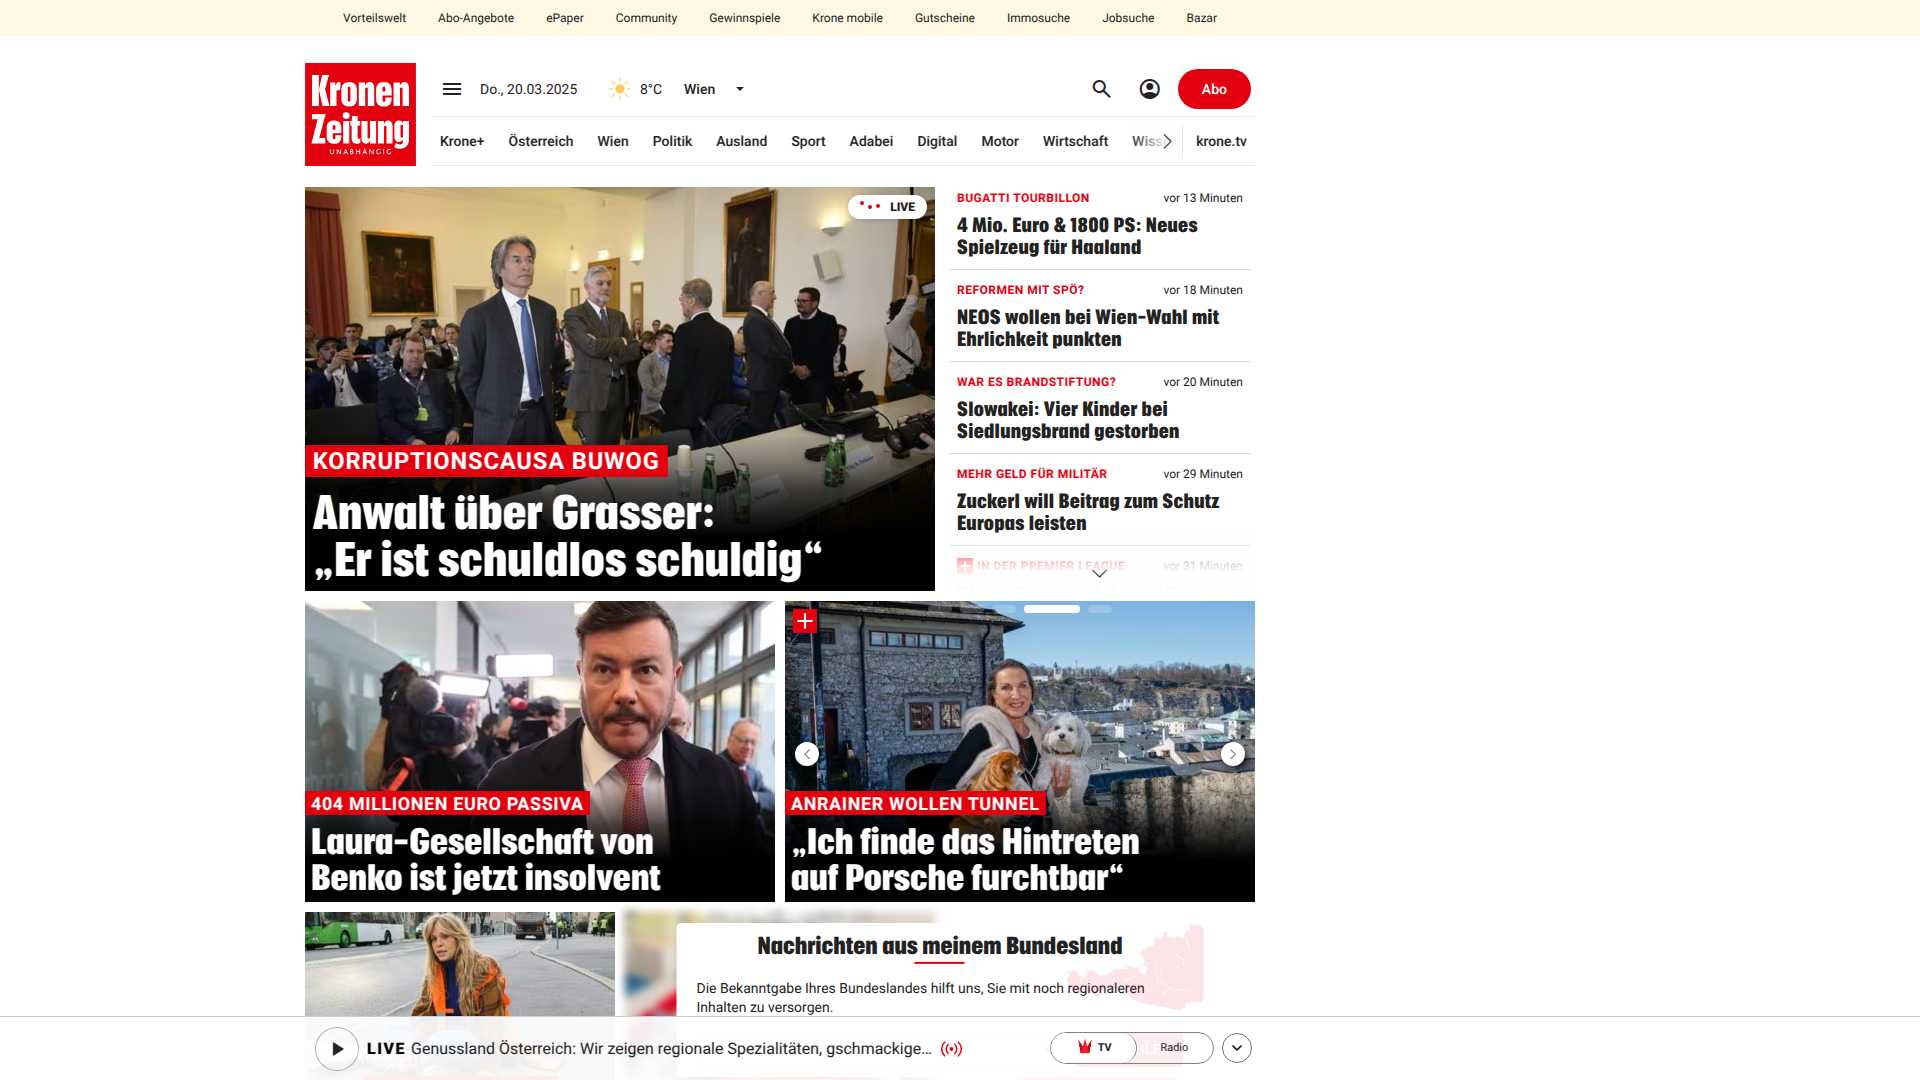 Vorteilswelt Abo-Angebote ePaper Community Gewinnspiele Krone mobile Gutscheine Immosuche Jobsuche Bazar
Kronen
Zeitung
UNABHÄNGIG
Do., 20.03.2025 8°C Wien
Abo
Krone+ Österreich Wien Politik Ausland Sport Adabei Digital Motor Wirtschaft Wiss krone.tv
LIVE
KORRUPTIONSCAUSA BUWOG
Anwalt über Grasser:
„Er ist schuldlos schuldig“
BUGATTI TOURBILLON vor 13 Minuten
4 Mio. Euro & 1800 PS: Neues
Spielzeug für Haaland
REFORMEN MIT SPÖ? vor 18 Minuten
NEOS wollen bei Wien-Wahl mit
Ehrlichkeit punkten
WAR ES BRANDSTIFTUNG? vor 20 Minuten
Slowakei: Vier Kinder bei
Siedlungsbrand gestorben
MEHR GELD FÜR MILITÄR vor 29 Minuten
Zuckerl will Beitrag zum Schutz
Europas leisten
IN DER PREMIER LEAGUE vor 31 Minuten
404 MILLIONEN EURO PASSIVA
Laura-Gesellschaft von
Benko ist jetzt insolvent
ANRAINER WOLLEN TUNNEL
„Ich finde das Hintreten
auf Porsche furchtbar“
Nachrichten aus meinem Bundesland
Die Bekanntgabe Ihres Bundeslandes hilft uns, Sie mit noch regionaleren
Inhalten zu versorgen.
LIVE Genussland Österreich: Wir zeigen regionale Spezialitäten, gschmackige...
TV Radio